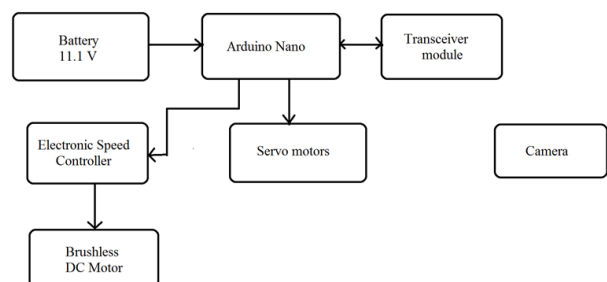 Battery
11.1 V
Arduino Nano
Transceiver
module
Electronic Speed
Controller
Servo motors
Camera
Brushless
DC Motor